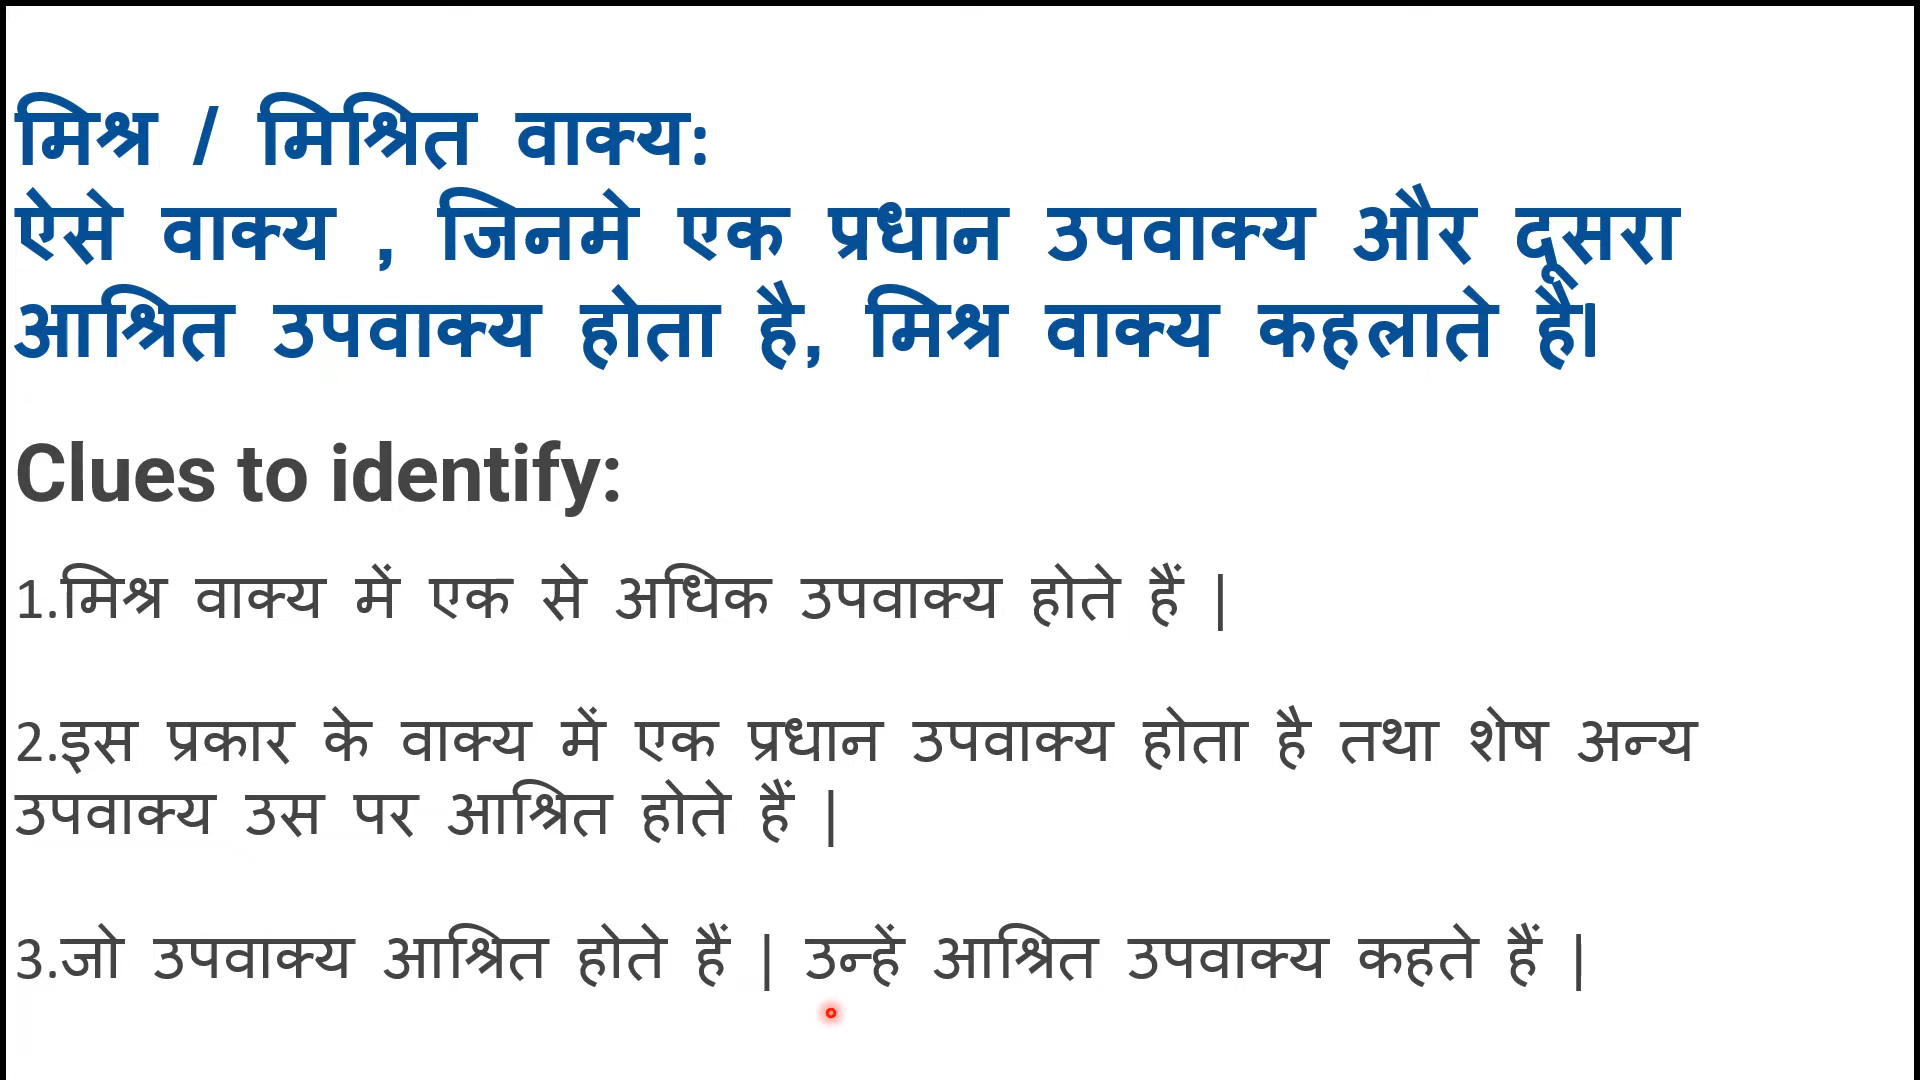 मिश्र / मिश्रित वाक्य:
ऐसे वाक्य , जिनमे एक प्रधान उपवाक्य और दूसरा
आश्रित उपवाक्य होता है, मिश्र वाक्य कहलाते है।
Clues to identify:
1.मिश्र वाक्य में एक से अधिक उपवाक्य होते हैं |
2.इस प्रकार के वाक्य में एक प्रधान उपवाक्य होता है तथा शेष अन्य
उपवाक्य उस पर आश्रित होते हैं |
3.जो उपवाक्य आश्रित होते हैं | उन्हें आश्रित उपवाक्य कहते हैं |